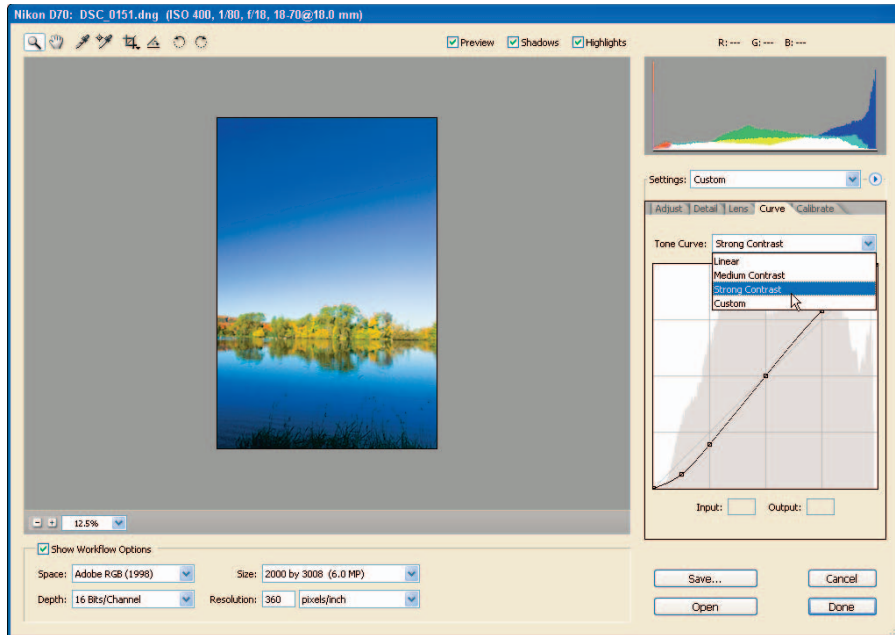 Nikon D70: DSC_0151.dng (ISO 400, 1/80, f/18, 18-70@18.0 mm)
Preview Shadows Highlights R: --- G: --- B: ---
Settings: Custom
Adjust Detail Lens Curve Calibrate
Tone Curve: Strong Contrast
Linear
Medium Contrast
Strong Contrast
Custom
Input: Output:
12.5%
Show Workflow Options
Space: Adobe RGB (1998) Size: 2000 by 3008 (6.0 MP)
Depth: 16 Bits/Channel Resolution: 360 pixels/inch
Save... Cancel
Open Done